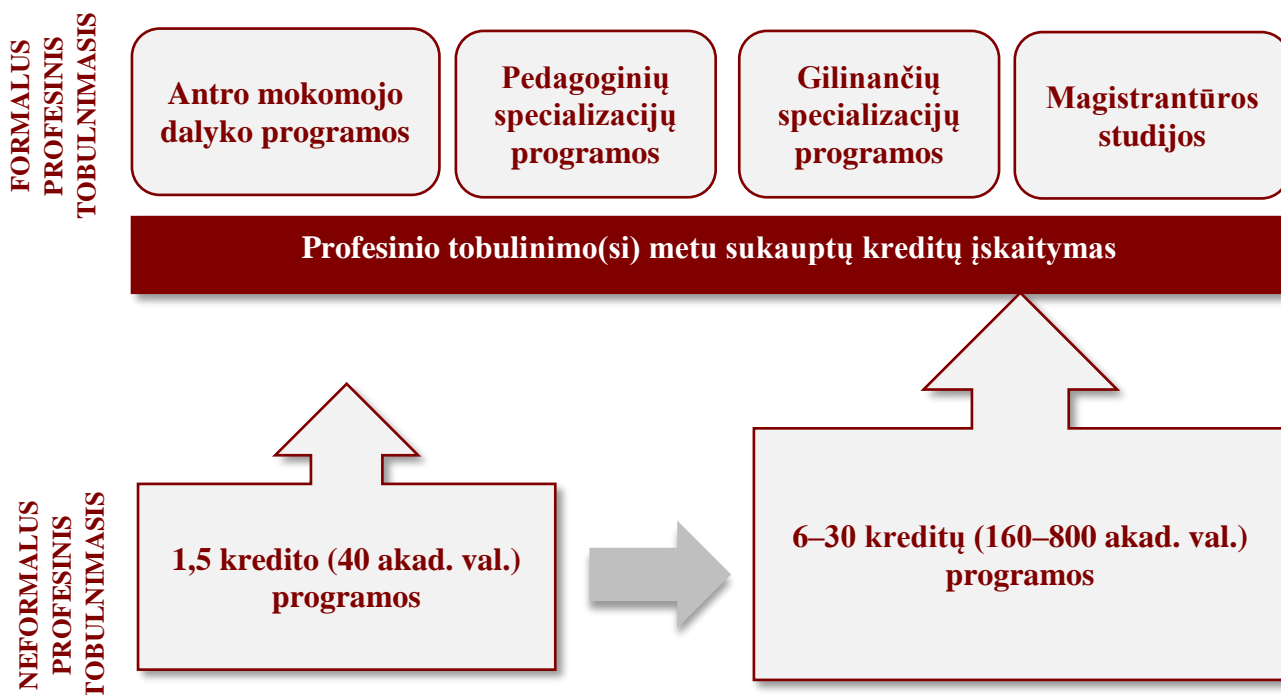 FORMALUS
PROFESINIS
TOBULNIMASIS
Antro mokomojo
dalyko programos
Pedagoginių
specializacijų
programos
Gilinančių
specializacijų
programos
Magistrantūros
studijos
Profesinio tobulinimo(si) metu sukauptų kreditų įskaitymas
NEFORMALUS
PROFESINIS
TOBULNIMASIS
1,5 kredito (40 akad. val.)
programos
6–30 kreditų (160–800 akad. val.)
programos